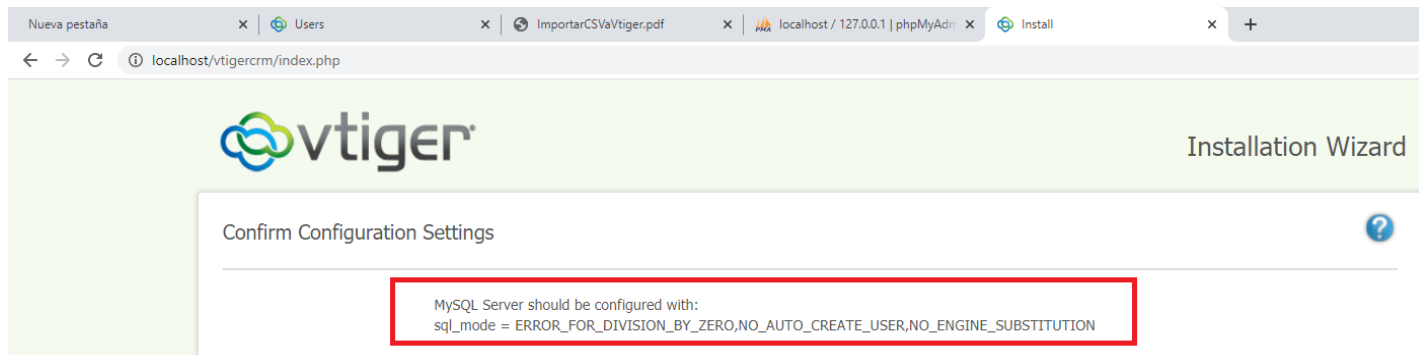 Nueva pestaña
Users
ImportarCSVaVtiger.pdf
localhost / 127.0.0.1 | phpMyAdm
Install
localhost/vtigercrm/index.php
vtiger
Installation Wizard
Confirm Configuration Settings
?
MySQL Server should be configured with:
sql_mode = ERROR_FOR_DIVISION_BY_ZERO,NO_AUTO_CREATE_USER,NO_ENGINE_SUBSTITUTION